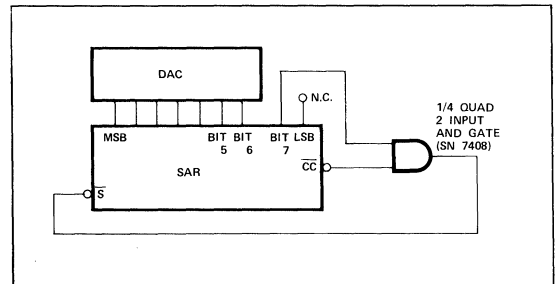 DAC
N.C.
1/4 QUAD
2 INPUT
AND GATE
(SN 7408)
MSB BIT BIT BIT LSB
5 6 7
CC
SAR
S